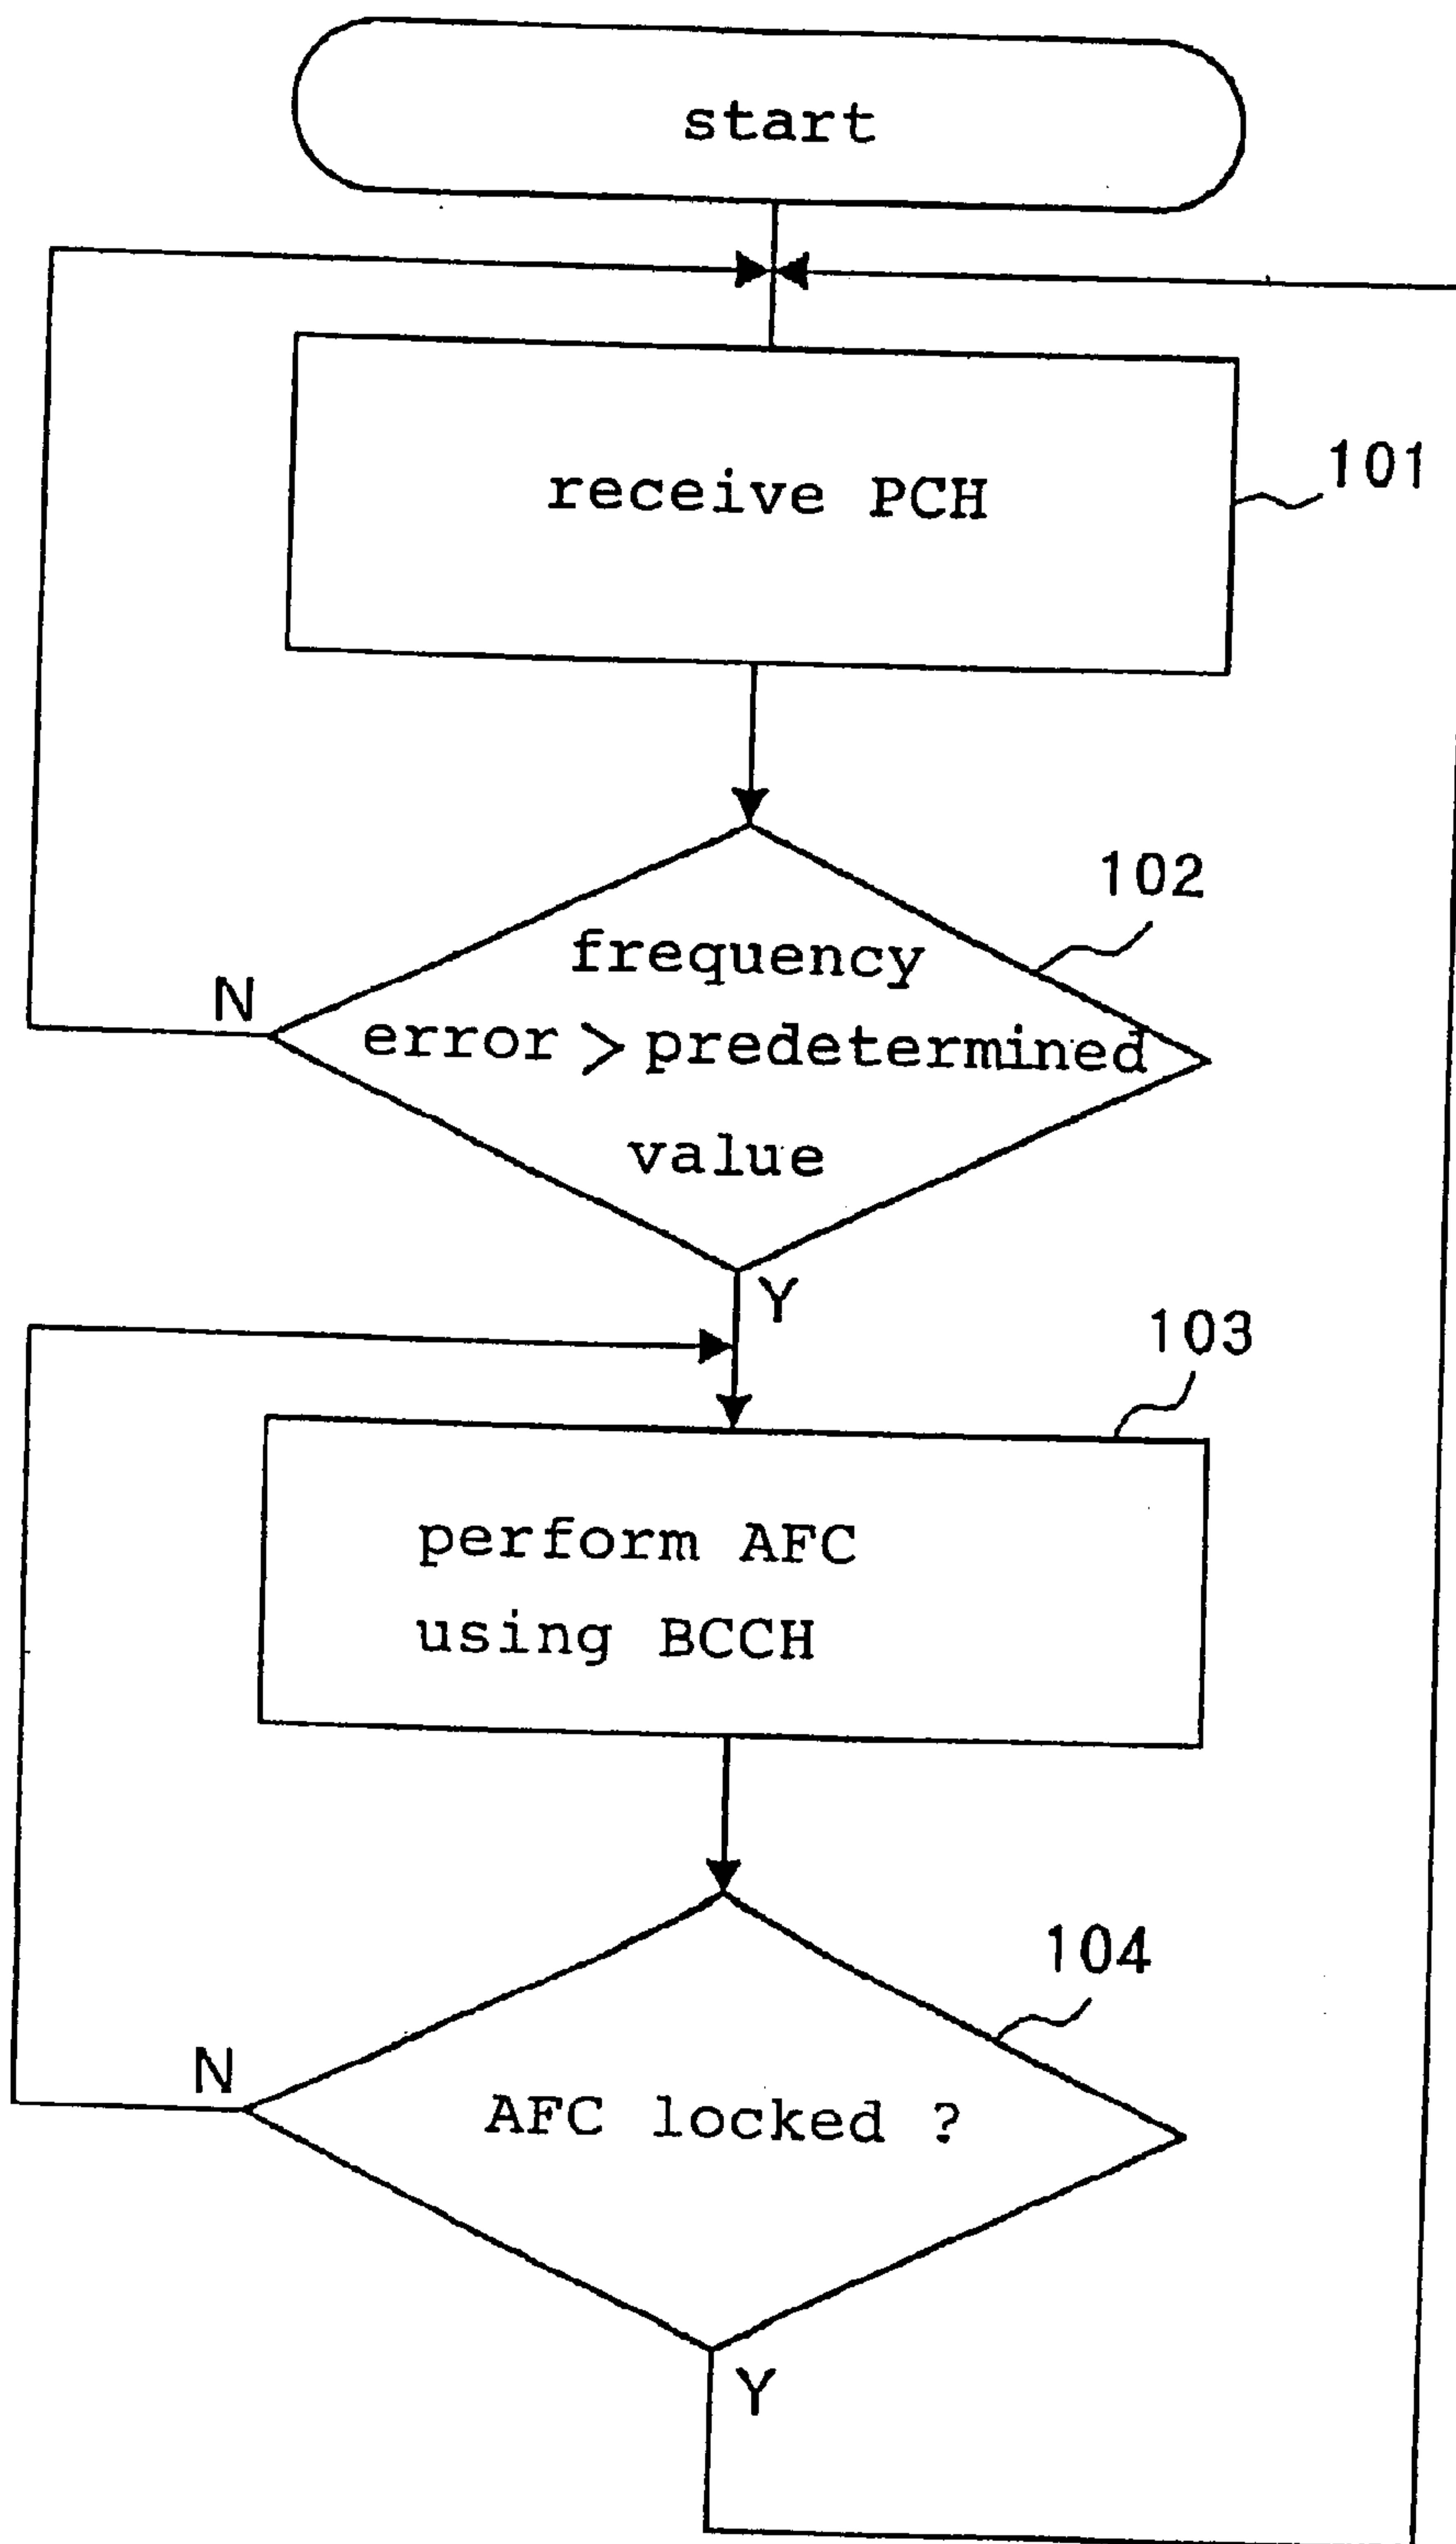 start
receive PCH
101
102
frequency
N
error > predetermined
value
Y
103
perform AFC
using BCCH
104
N
AFC locked ?
Y